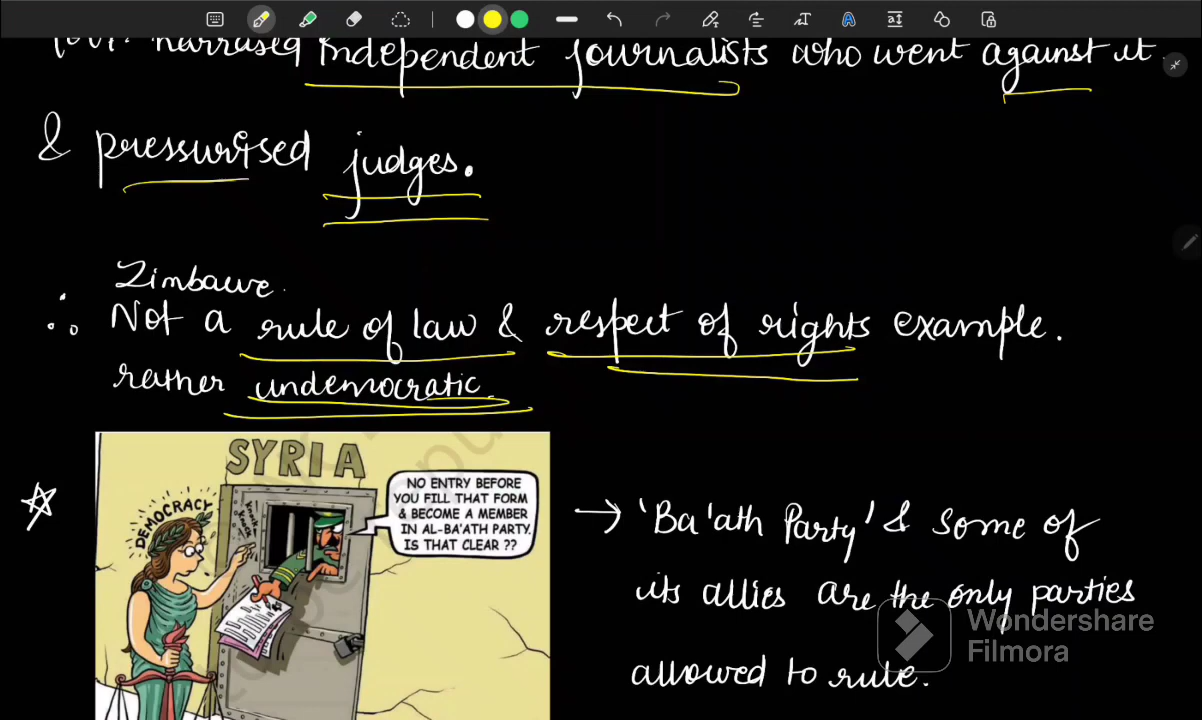 Govt. harrased independent journalists who went against it.
& pressurised judges.
Zimbawe.
∴ Not a rule of law & respect of rights example.
rather undemocratic.
SYRIA
NO ENTRY BEFORE
YOU FILL THAT FORM
& BECOME A MEMBER
IN AL-BA'ATH PARTY.
IS THAT CLEAR ??
DEMOCRACY
→ 'Ba'ath Party' & some of
its allies are the only parties
allowed to rule.
Wondershare
Filmora